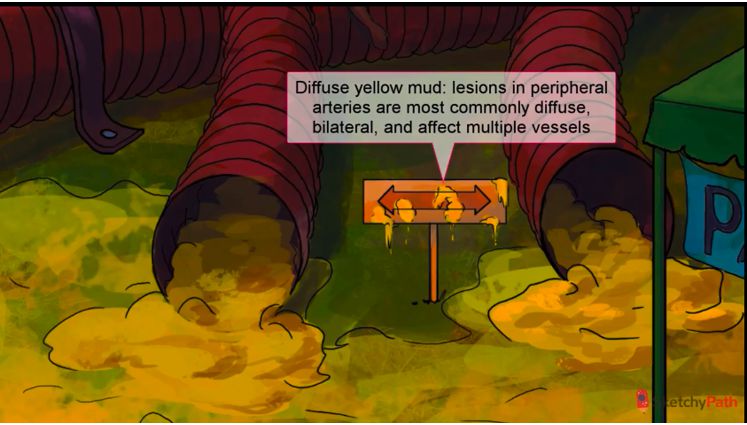 Diffuse yellow mud: lesions in peripheral
arteries are most commonly diffuse,
bilateral, and affect multiple vessels
P
SketchyPath